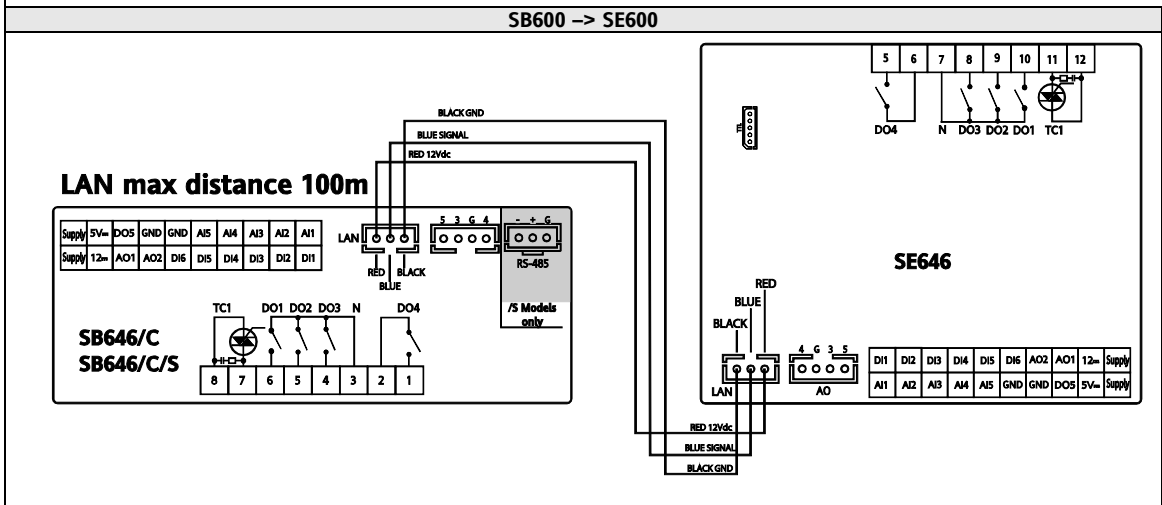 SB600 –> SE600
5 6 7 8 9 10 11 12
DO4 N DO3 DO2 DO1 TC1
TTL
BLACK GND
BLUE SIGNAL
RED 12Vdc
LAN max distance 100m
Supply 5V⎓ DO5 GND GND AI5 AI4 AI3 AI2 AI1
Supply 12⎓ AO1 AO2 DI6 DI5 DI4 DI3 DI2 DI1
LAN
5 3 G 4
- + G
RS-485
RED BLACK
BLUE
/S Models
only
TC1 DO1 DO2 DO3 N DO4
SB646/C
SB646/C/S
8 7 6 5 4 3 2 1
SE646
RED
BLUE
BLACK
4 G 3 5
LAN
AO
DI1 DI2 DI3 DI4 DI5 DI6 AO2 AO1 12⎓ Supply
AI1 AI2 AI3 AI4 AI5 GND GND DO5 5V⎓ Supply
RED 12Vdc
BLUE SIGNAL
BLACK GND